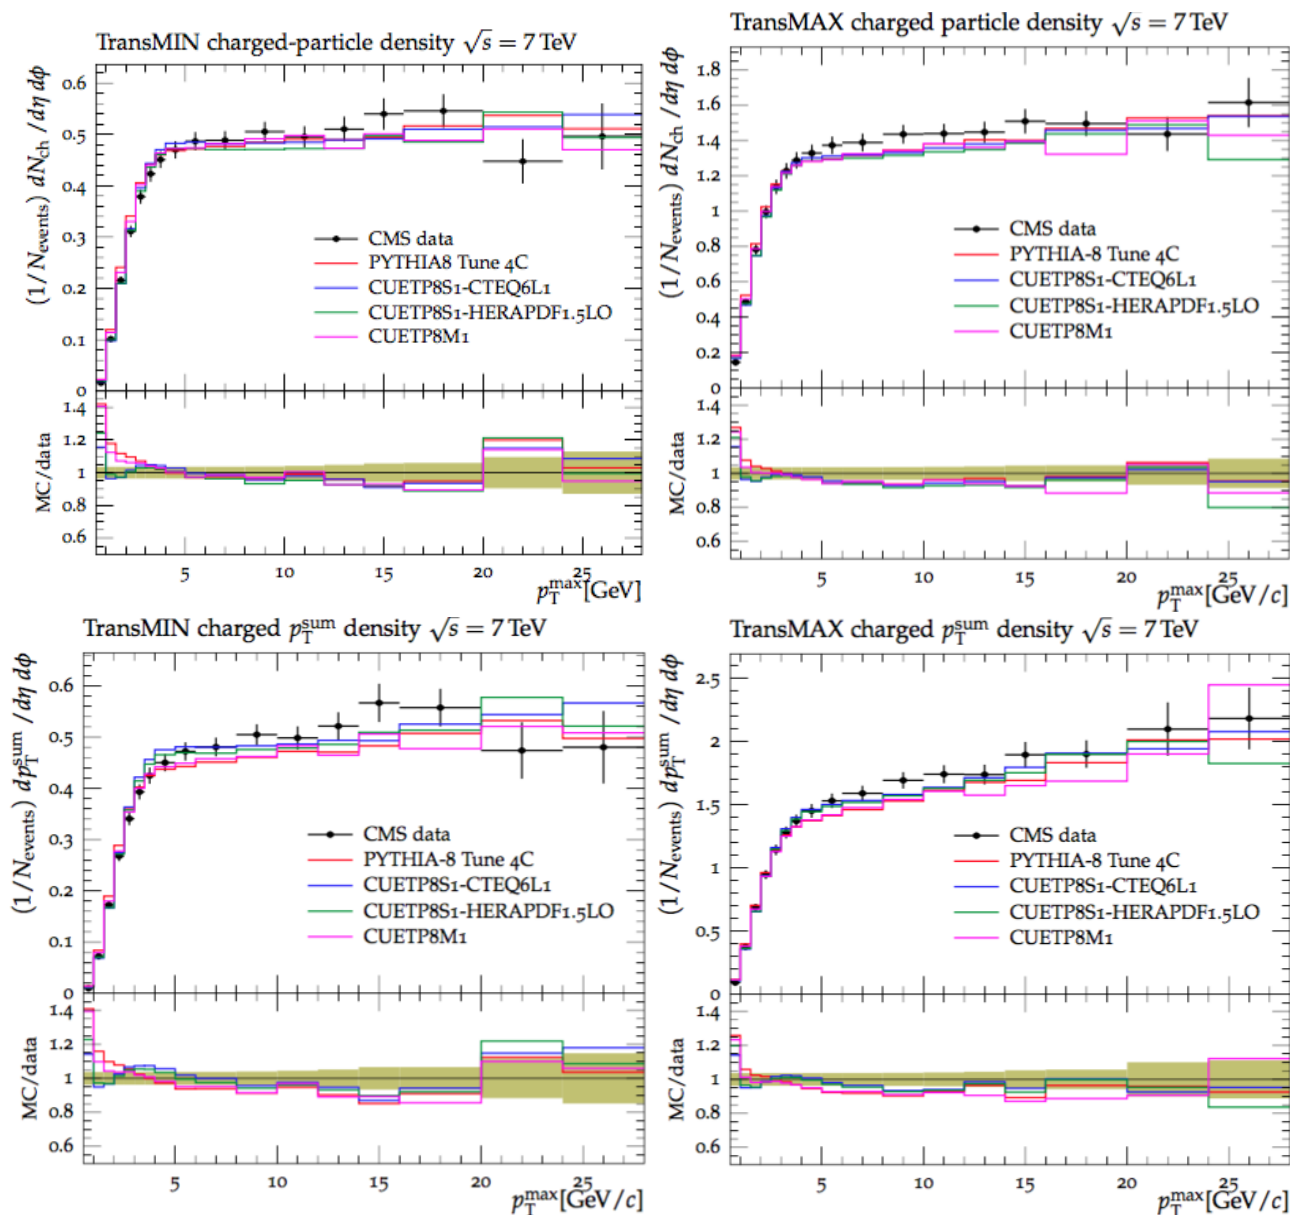 TransMIN charged-particle density √s = 7 TeV
(1/N_events) dN_ch/dη dϕ
0.6
0.5
0.4
0.3
0.2
0.1
0
CMS data
PYTHIA-8 Tune 4C
CUETP8S1-CTEQ6L1
CUETP8S1-HERAPDF1.5LO
CUETP8M1
MC/data
1.4
1.2
1
0.8
0.6
5 10 15 20 25
p_T^max[GeV]
TransMAX charged particle density √s = 7 TeV
(1/N_events) dN_ch/dη dϕ
1.8
1.6
1.4
1.2
1
0.8
0.6
0.4
0.2
0
CMS data
PYTHIA-8 Tune 4C
CUETP8S1-CTEQ6L1
CUETP8S1-HERAPDF1.5LO
CUETP8M1
MC/data
1.4
1.2
1
0.8
0.6
5 10 15 20 25
p_T^max[GeV/c]
TransMIN charged p_T^sum density √s = 7 TeV
(1/N_events) dp_T^sum/dη dϕ
0.6
0.5
0.4
0.3
0.2
0.1
0
CMS data
PYTHIA-8 Tune 4C
CUETP8S1-CTEQ6L1
CUETP8S1-HERAPDF1.5LO
CUETP8M1
MC/data
1.4
1.2
1
0.8
0.6
5 10 15 20 25
p_T^max[GeV/c]
TransMAX charged p_T^sum density √s = 7 TeV
(1/N_events) dp_T^sum/dη dϕ
2.5
2
1.5
1
0.5
0
CMS data
PYTHIA-8 Tune 4C
CUETP8S1-CTEQ6L1
CUETP8S1-HERAPDF1.5LO
CUETP8M1
MC/data
1.4
1.2
1
0.8
0.6
5 10 15 20 25
p_T^max[GeV/c]